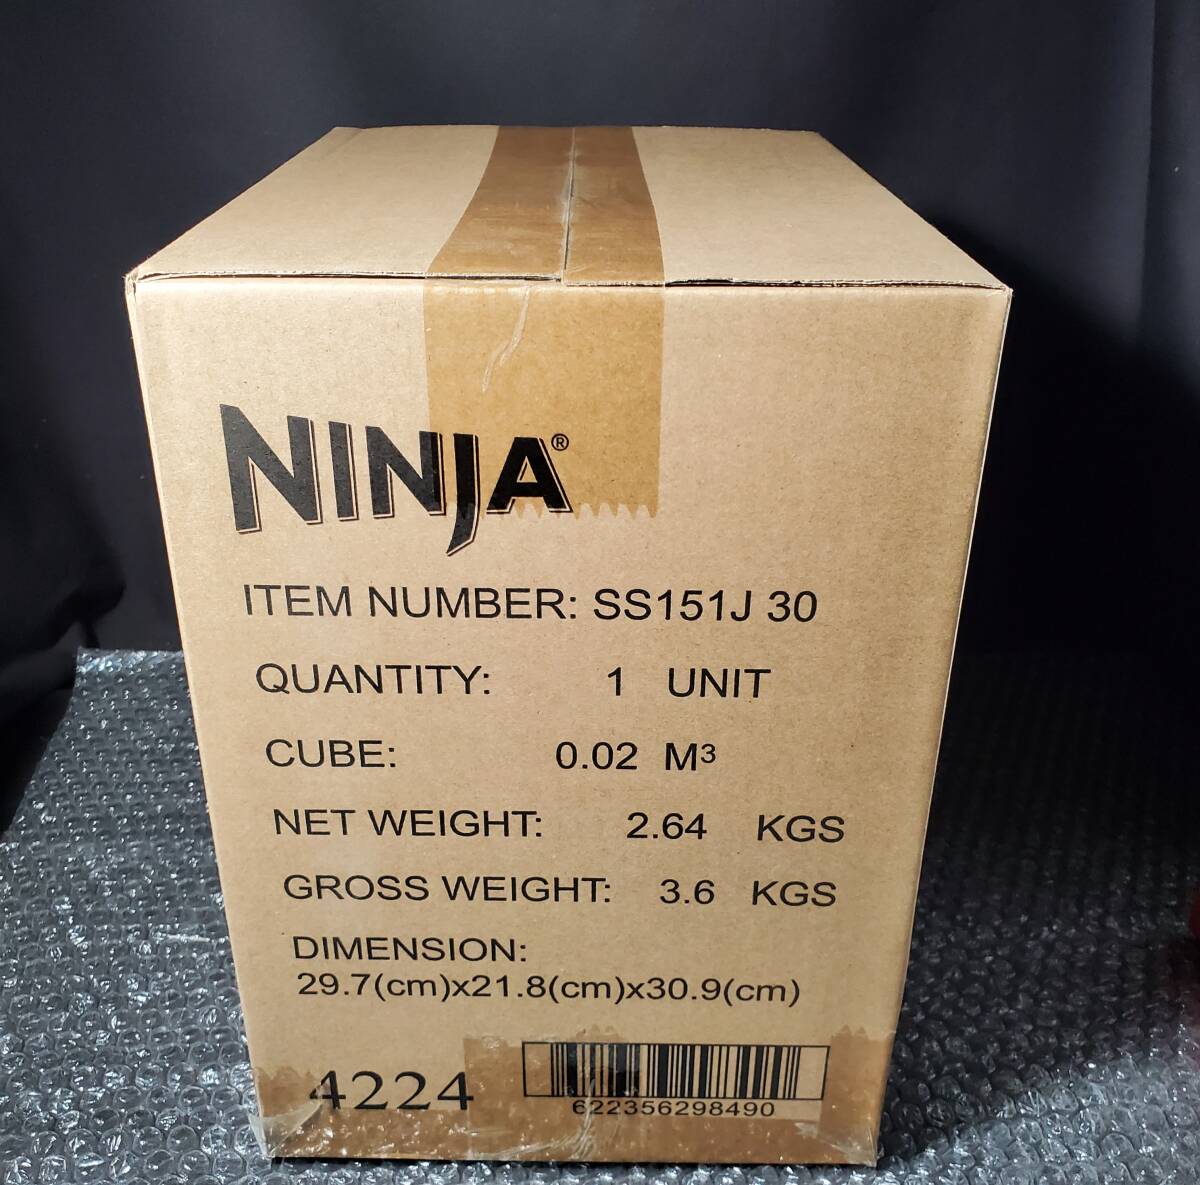 NINJA®
ITEM NUMBER: SS151J 30
QUANTITY: 1 UNIT
CUBE: 0.02 M³
NET WEIGHT: 2.64 KGS
GROSS WEIGHT: 3.6 KGS
DIMENSION:
29.7(cm)x21.8(cm)x30.9(cm)
4224
622356298490